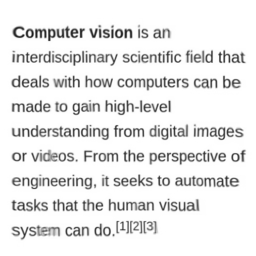 Computer vision is an
interdisciplinary scientific field that
deals with how computers can be
made to gain high-level
understanding from digital images
or videos. From the perspective of
engineering, it seeks to automate
tasks that the human visual
system can do.[1][2][3]